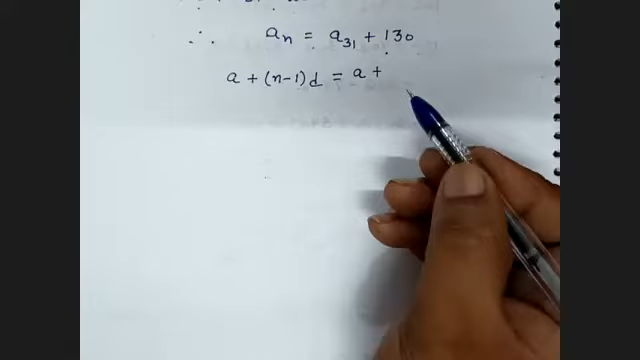 ∴ aₙ = a₃₁ + 130
a + (n-1)d = a +